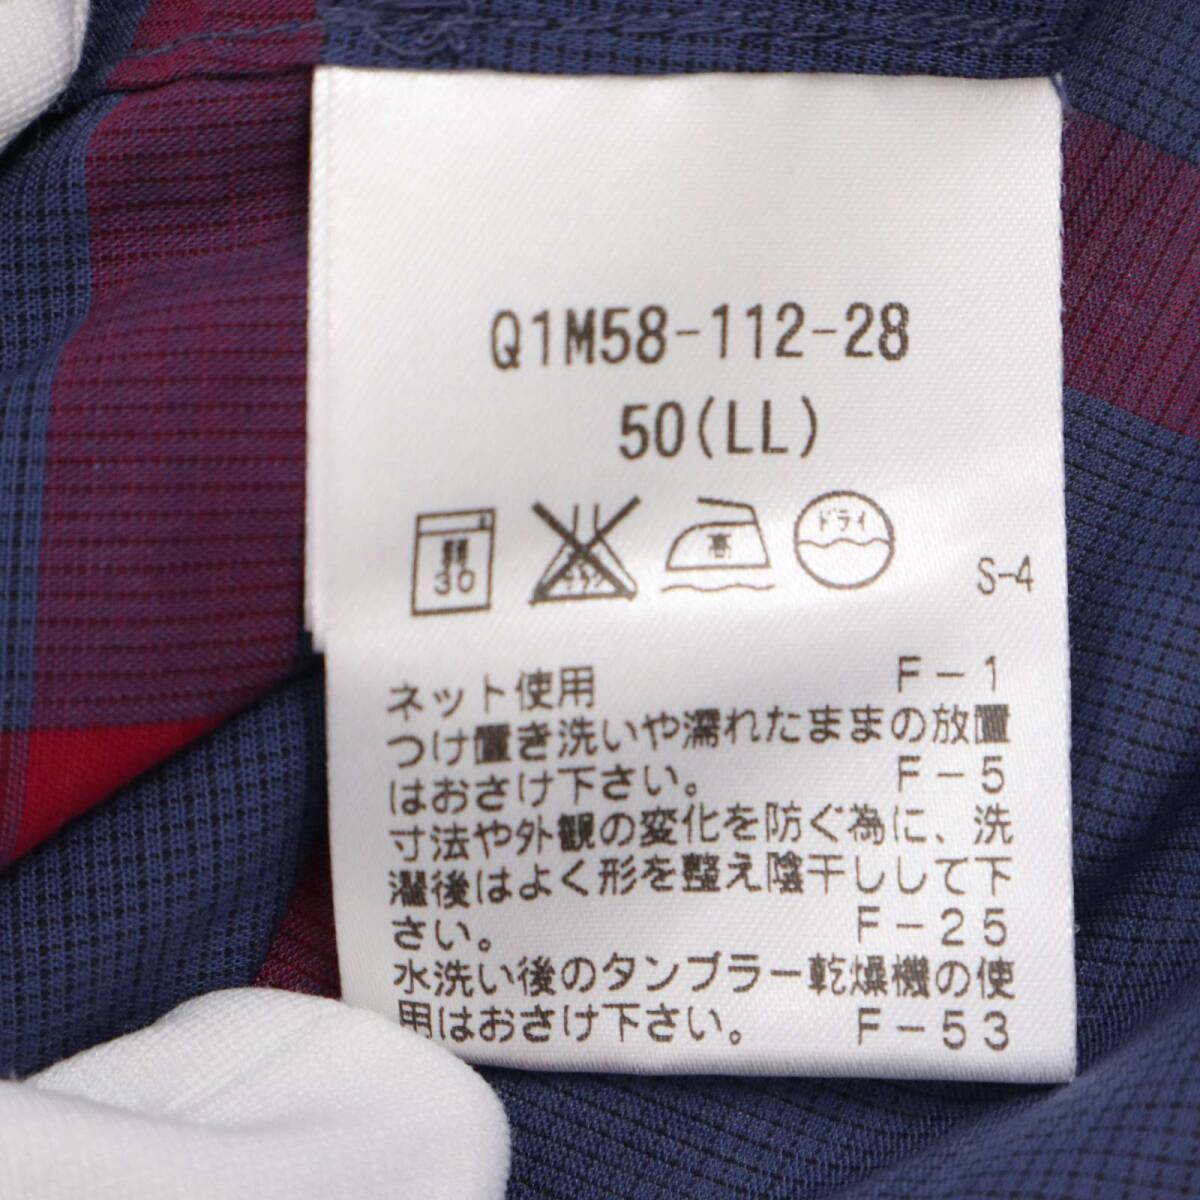 Q1M58-112-28
50(LL)
弱
30
高
ドライ
S-4
ネット使用 F-1
つけ置き洗いや濡れたままの放置
はおさけ下さい。 F-5
寸法や外観の変化を防ぐ為に、洗
濯後はよく形を整え陰干しして下
さい。 F-25
水洗い後のタンブラー乾燥機の使
用はおさけ下さい。 F-53